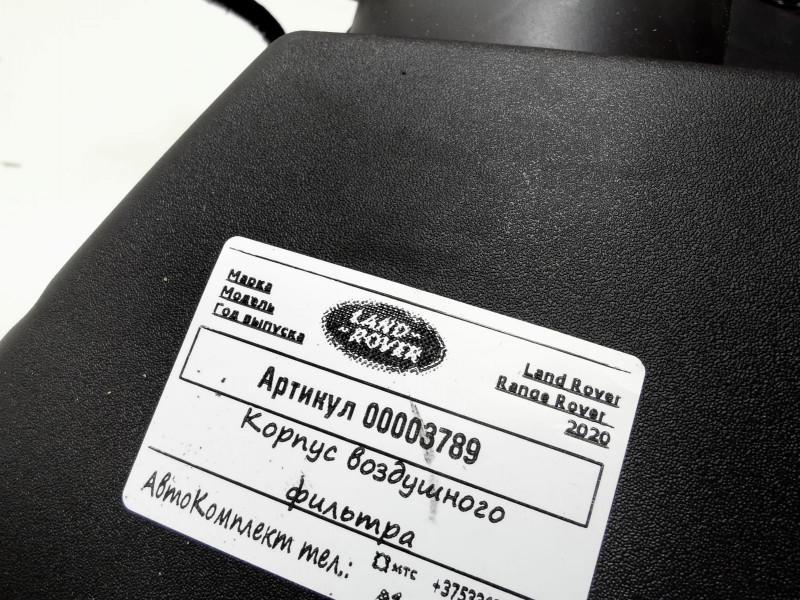 Марка
Модель
Год выпуска
LAND-
-ROVER
Land Rover
Range Rover
2020
Артикул 00003789
Корпус воздушного
фильтра
АвтоКомплект тел.:
мтс